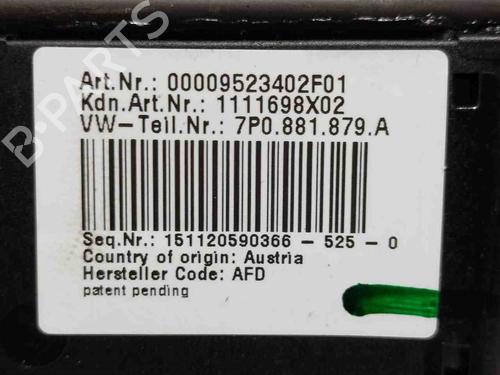 Art.Nr.: 00009523402F01
Kdn.Art.Nr.: 1111698X02
VW-Teil.Nr.: 7P0.881.879.A
Seq.Nr.: 151120590366 - 525 - 0
Country of origin: Austria
Hersteller Code: AFD
patent pending
B-PARTS